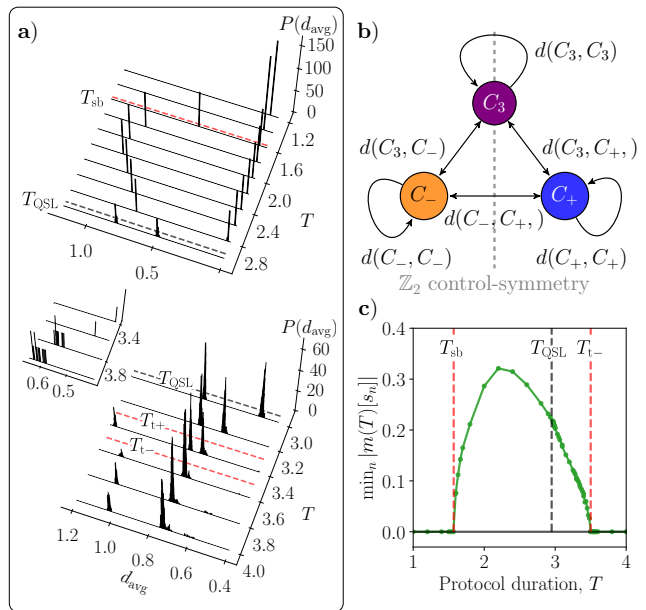 a)
P(d_avg)
150
100
50
0
T_sb
1.2
1.6
2.0
2.4
2.8
T
T_QSL
1.0
0.5
3.4
3.8
0.6
0.5
P(d_avg)
60
40
20
0
T_QSL
T_t+
T_t−
3.0
3.2
3.4
3.6
3.8
4.0
T
1.2
1.0
0.8
0.6
0.4
d_avg
b)
d(C_3, C_3)
C_3
d(C_3, C_−)
d(C_3, C_+, )
C_−
C_+
d(C_−, C_+, )
d(C_−, C_−)
d(C_+, C_+)
ℤ_2 control-symmetry
c)
0.4
0.3
0.2
0.1
0.0
min_n |m(T)[s_n]|
T_sb
T_QSL
T_t−
1
2
3
4
Protocol duration, T